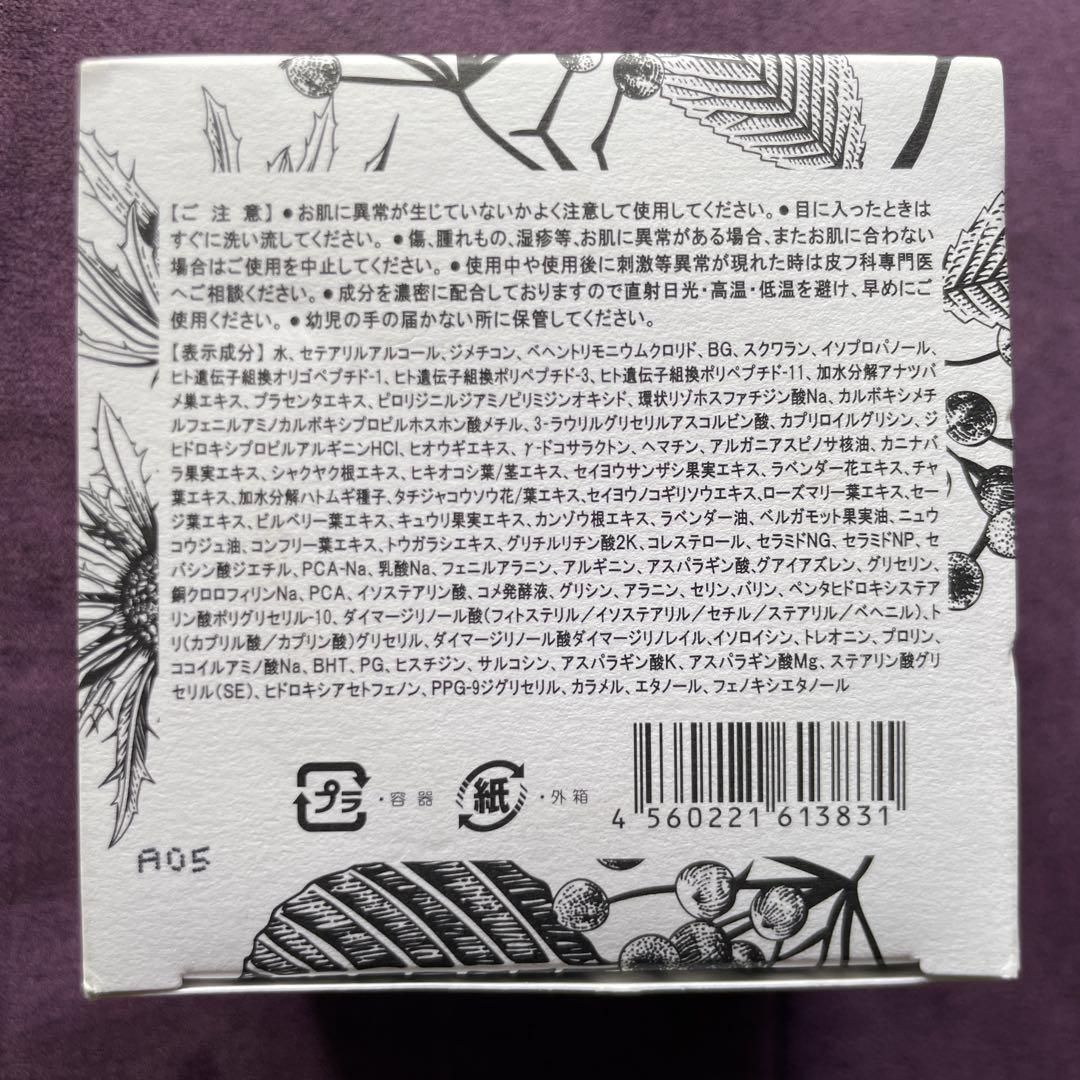 【ご注意】●お肌に異常が生じていないかよく注意して使用してください。●目に入ったときは
すぐに洗い流してください。●傷、腫れもの、湿疹等、お肌に異常がある場合、またお肌に合わない
場合はご使用を中止してください。●使用中や使用後に刺激等異常が現れた時は皮フ科専門医
へご相談ください。●成分を濃密に配合しておりますので直射日光・高温・低温を避け、早めにご
使用ください。●幼児の手の届かない所に保管してください。
【表示成分】水、セテアリルアルコール、ジメチコン、ベヘントリモニウムクロリド、BG、スクワラン、イソプロパノール、
ヒト遺伝子組換オリゴペプチド-1、ヒト遺伝子組換ポリペプチド-3、ヒト遺伝子組換ポリペプチド-11、加水分解アナツバ
メ巣エキス、プラセンタエキス、ピロリジニルジアミノピリミジンオキシド、環状リゾホスファチジン酸Na、カルボキシメチ
ルフェニルアミノカルボキシプロピルホスホン酸メチル、3-ラウリルグリセリルアスコルビン酸、カプリロイルグリシン、ジ
ヒドロキシプロピルアルギニンHCl、ヒオウギエキス、γ-ドコサラクトン、ヘマチン、アルガニアスピノサ核油、カニナバ
ラ果実エキス、シャクヤク根エキス、ヒキオコシ葉/茎エキス、セイヨウサンザシ果実エキス、ラベンダー花エキス、チャ
葉エキス、加水分解ハトムギ種子、タチジャコウソウ花/葉エキス、セイヨウノコギリソウエキス、ローズマリー葉エキス、セー
ジ葉エキス、ビルベリー葉エキス、キュウリ果実エキス、カンゾウ根エキス、ラベンダー油、ベルガモット果実油、ニュウ
コウジュ油、コンフリー葉エキス、トウガラシエキス、グリチルリチン酸2K、コレステロール、セラミドNG、セラミドNP、セ
バシン酸ジエチル、PCA-Na、乳酸Na、フェニルアラニン、アルギニン、アスパラギン酸、グアイアズレン、グリセリン、
銅クロロフィリンNa、PCA、イソステアリン酸、コメ発酵液、グリシン、アラニン、セリン、バリン、ペンタヒドロキシステア
リン酸ポリグリセリル-10、ダイマージリノール酸(フィトステリル/イソステアリル/セチル/ステアリル/ベヘニル)、ト
リ(カプリル酸/カプリン酸)グリセリル、ダイマージリノール酸ダイマージリノレイル、イソロイシン、トレオニン、プロリン、
ココイルアミノ酸Na、BHT、PG、ヒスチジン、サルコシン、アスパラギン酸K、アスパラギン酸Mg、ステアリン酸グリ
セリル(SE)、ヒドロキシアセトフェノン、PPG-9ジグリセリル、カラメル、エタノール、フェノキシエタノール
プラ・容器 紙・外箱
4 560221 613831
A05